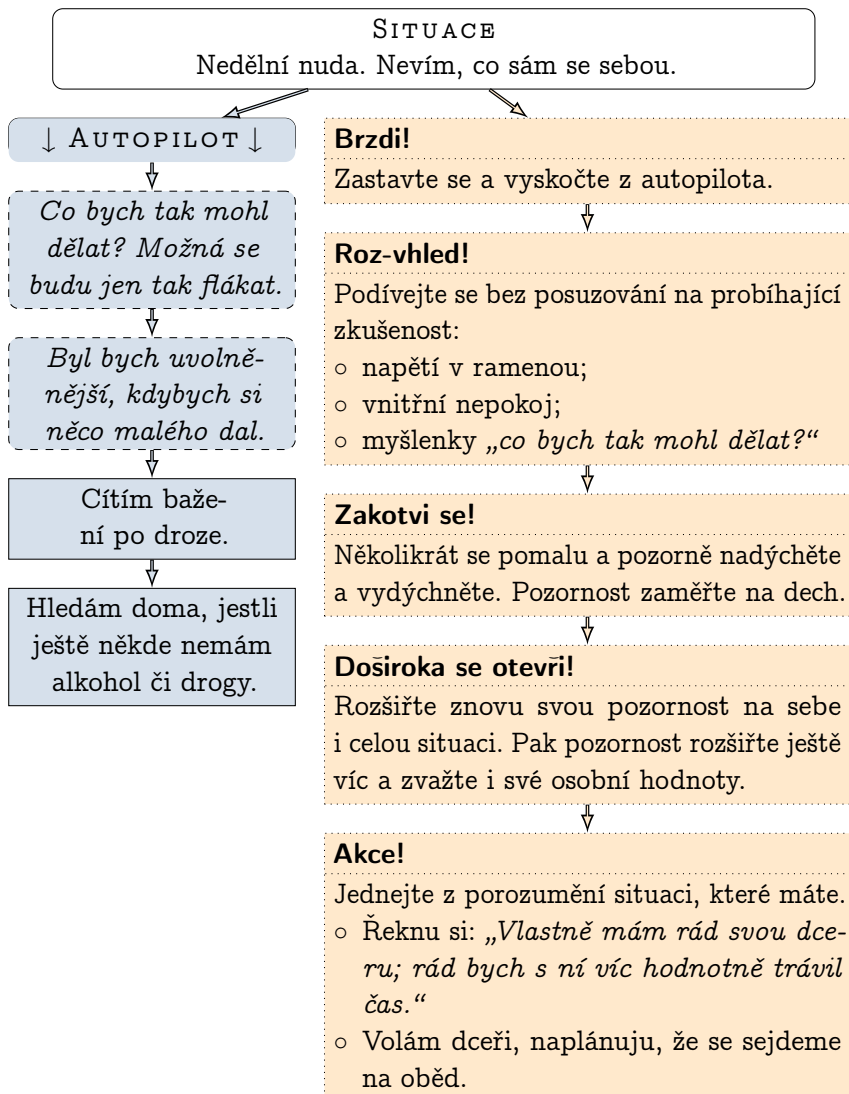 SITUACE
Nedělní nuda. Nevím, co sám se sebou.
↓ AUTOPILOT ↓
Co bych tak mohl
dělat? Možná se
budu jen tak flákat.
Byl bych uvolně-
nější, kdybych si
něco malého dal.
Cítím baže-
ní po droze.
Hledám doma, jestli
ještě někde nemám
alkohol či drogy.
Brzdi!
Zastavte se a vyskočte z autopilota.
Roz-vhled!
Podívejte se bez posuzování na probíhající
zkušenost:
○ napětí v ramenou;
○ vnitřní nepokoj;
○ myšlenky „co bych tak mohl dělat?“
Zakotvi se!
Několikrát se pomalu a pozorně nadýchěte
a vydýchněte. Pozornost zaměřte na dech.
Doširoka se otevři!
Rozšiřte znovu svou pozornost na sebe
i celou situaci. Pak pozornost rozšiřte ještě
víc a zvažte i své osobní hodnoty.
Akce!
Jednejte z porozumění situaci, které máte.
○ Řeknu si: „Vlastně mám rád svou dce-
ru; rád bych s ní víc hodnotně trávil
čas.“
○ Volám dceři, naplánuju, že se sejdeme
na oběd.